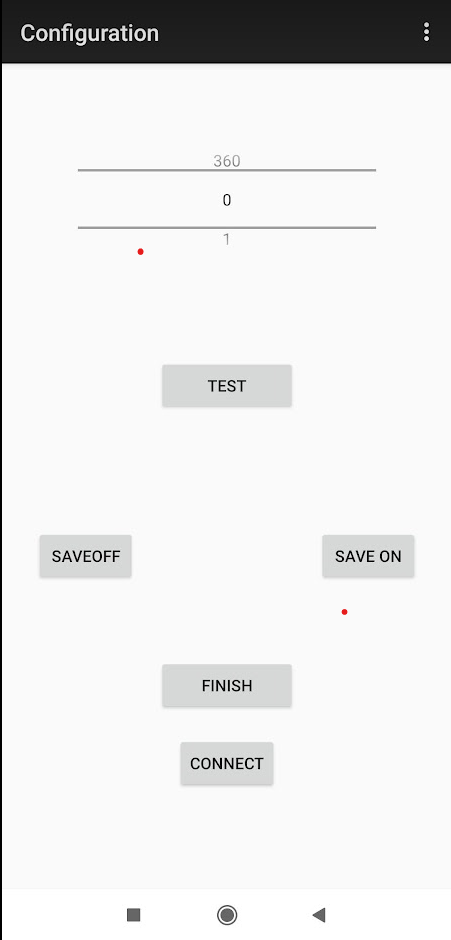 Configuration
360
0
1
TEST
SAVEOFF
SAVE ON
FINISH
CONNECT